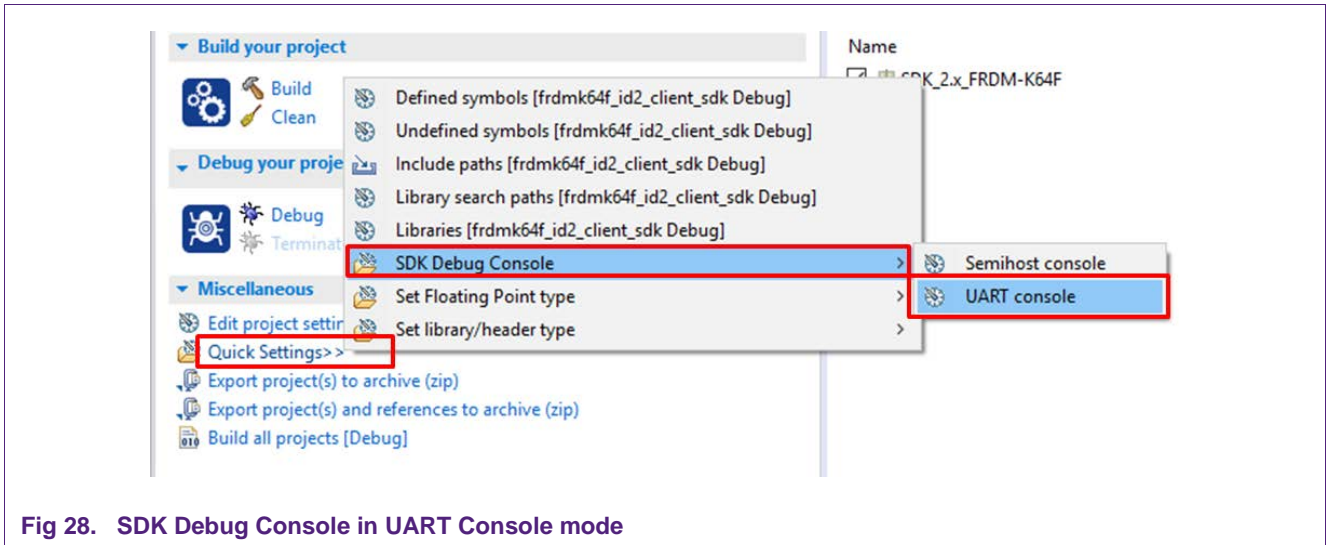 Build your project
Build
Clean
Debug your proje
Debug
Terminat
Miscellaneous
Edit project settin
Quick Settings>>
Export project(s) to archive (zip)
Export project(s) and references to archive (zip)
Build all projects [Debug]
Defined symbols [frdmk64f_id2_client_sdk Debug]
Undefined symbols [frdmk64f_id2_client_sdk Debug]
Include paths [frdmk64f_id2_client_sdk Debug]
Library search paths [frdmk64f_id2_client_sdk Debug]
Libraries [frdmk64f_id2_client_sdk Debug]
SDK Debug Console
Set Floating Point type
Set library/header type
Semihost console
UART console
Name
K_2.x_FRDM-K64F
Fig 28. SDK Debug Console in UART Console mode